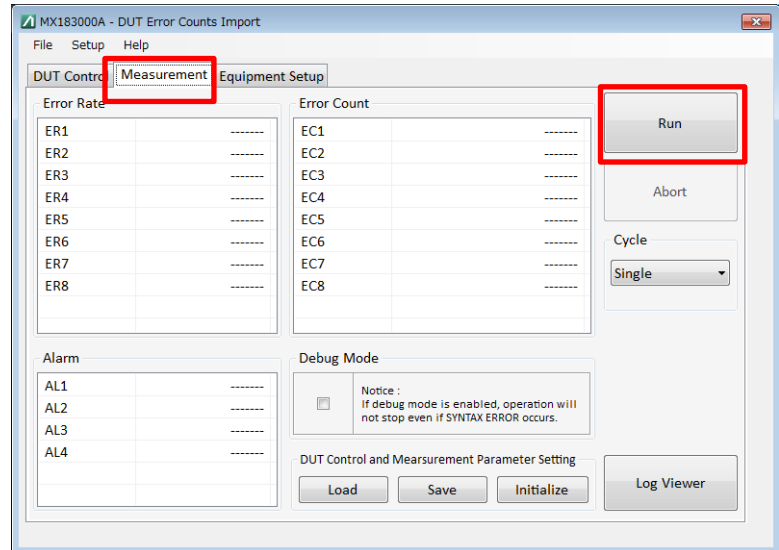 MX183000A - DUT Error Counts Import
File Setup Help
DUT Control Measurement Equipment Setup
Error Rate
ER1 -------
ER2 -------
ER3 -------
ER4 -------
ER5 -------
ER6 -------
ER7 -------
ER8 -------
Error Count
EC1 -------
EC2 -------
EC3 -------
EC4 -------
EC5 -------
EC6 -------
EC7 -------
EC8 -------
Run
Abort
Cycle
Single
Alarm
AL1 -------
AL2 -------
AL3 -------
AL4 -------
Debug Mode
Notice :
If debug mode is enabled, operation will
not stop even if SYNTAX ERROR occurs.
DUT Control and Mearsurement Parameter Setting
Load Save Initialize
Log Viewer